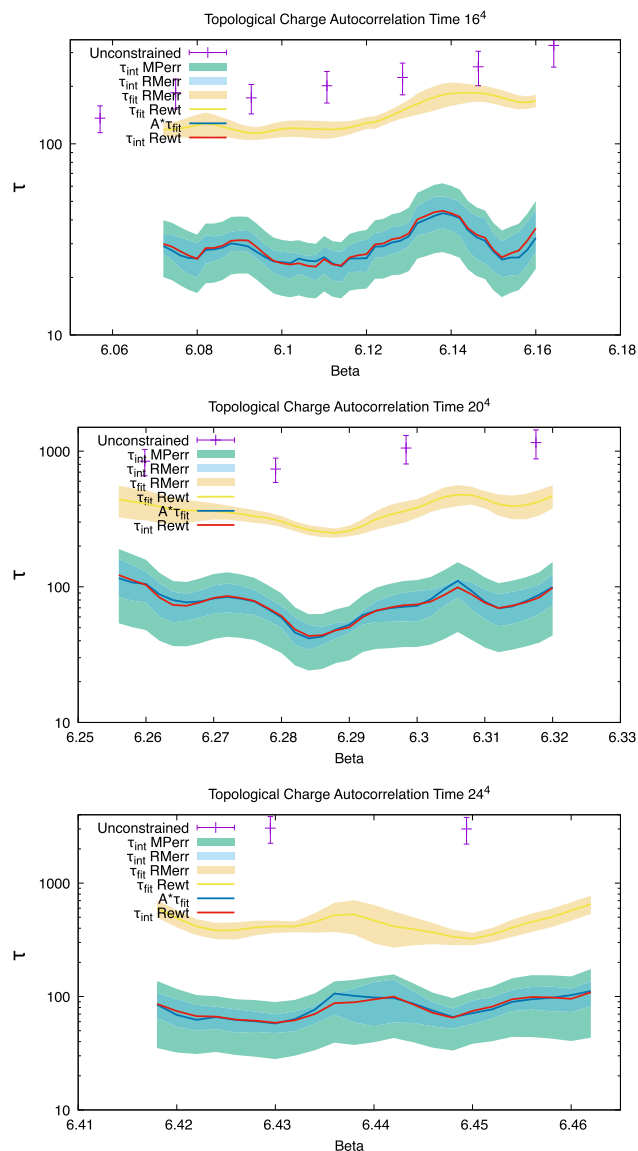 Topological Charge Autocorrelation Time 16⁴
Unconstrained
τint MPerr
τint RMerr
τfit RMerr
τfit Rewt
A*τfit
τint Rewt
100
10
τ
6.06 6.08 6.1 6.12 6.14 6.16 6.18
Beta
Topological Charge Autocorrelation Time 20⁴
Unconstrained
τint MPerr
τint RMerr
τfit RMerr
τfit Rewt
A*τfit
τint Rewt
1000
100
10
τ
6.25 6.26 6.27 6.28 6.29 6.3 6.31 6.32 6.33
Beta
Topological Charge Autocorrelation Time 24⁴
Unconstrained
τint MPerr
τint RMerr
τfit RMerr
τfit Rewt
A*τfit
τint Rewt
1000
100
10
τ
6.41 6.42 6.43 6.44 6.45 6.46
Beta